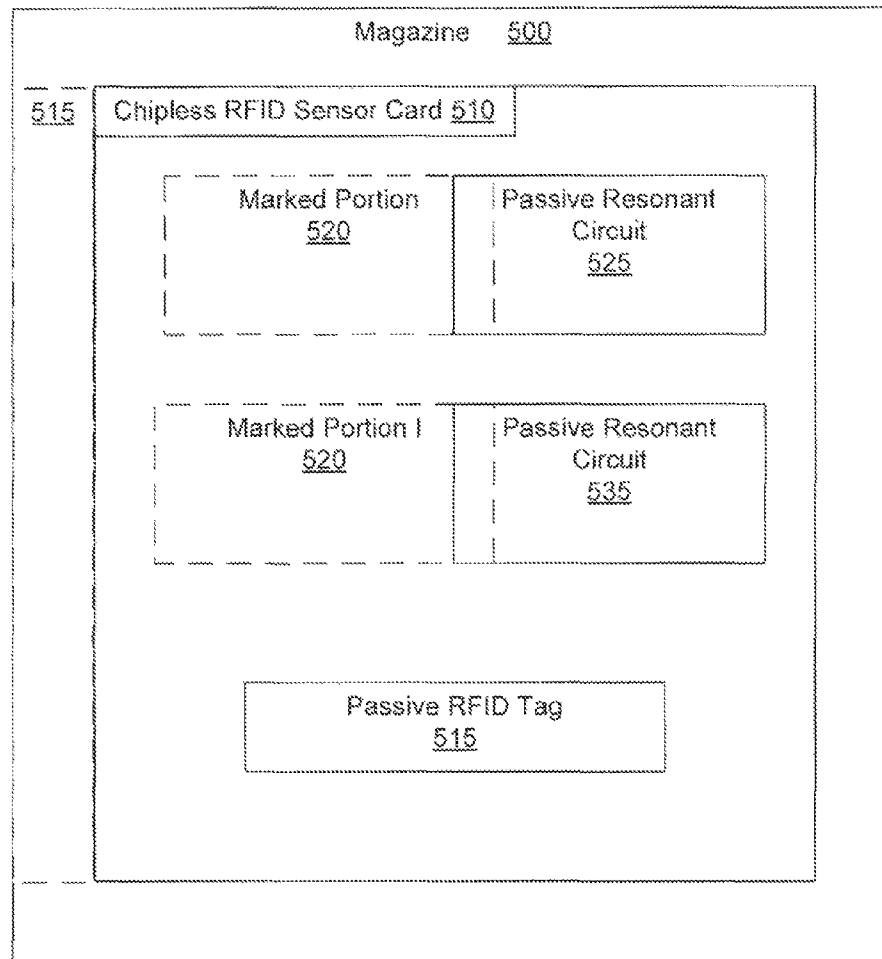 Magazine 500
515
Chipless RFID Sensor Card 510
Marked Portion
520
Passive Resonant
Circuit
525
Marked Portion I
520
Passive Resonant
Circuit
535
Passive RFID Tag
515